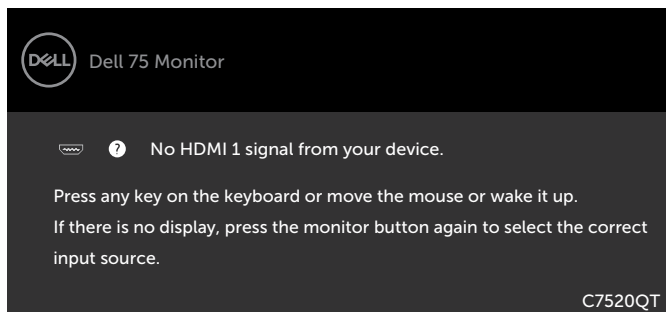 DELL
Dell 75 Monitor
? No HDMI 1 signal from your device.
Press any key on the keyboard or move the mouse or wake it up.
If there is no display, press the monitor button again to select the correct
input source.
C7520QT